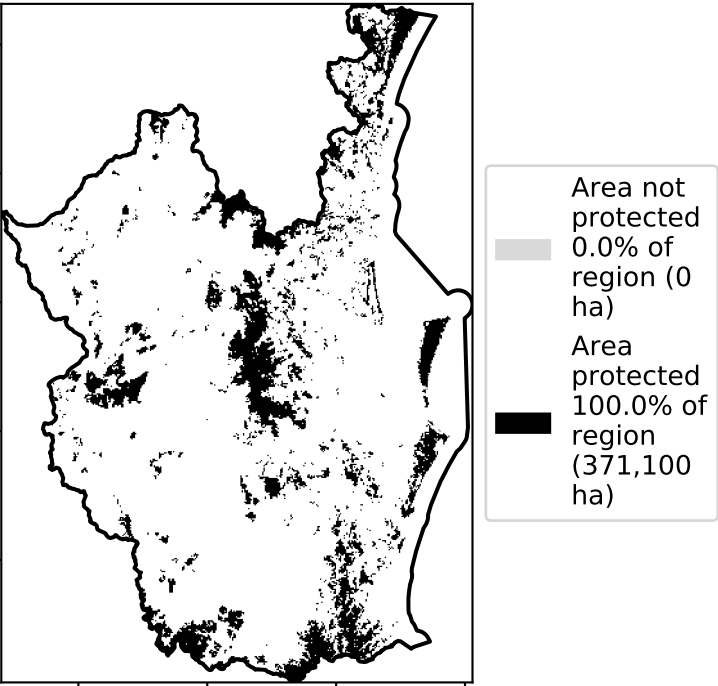 Area not
protected
0.0% of
region (0
ha)
Area
protected
100.0% of
region
(371,100
ha)